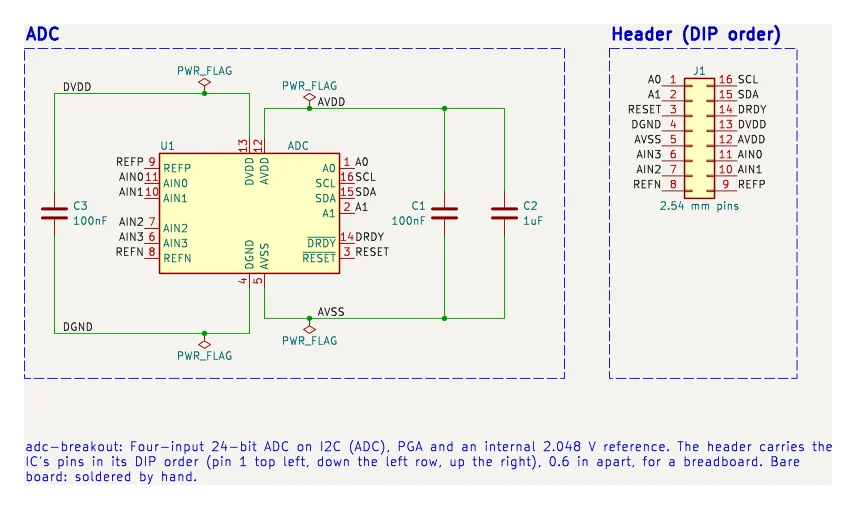 ADC
Header (DIP order)
PWR_FLAG
DVDD
PWR_FLAG
AVDD
U1
13
12
ADC
REFP 9 REFP
DVDD
AVDD
A0 1 A0
AIN0 11 AIN0
SCL 16 SCL
AIN1 10 AIN1
SDA 15 SDA
A1 2 A1
C3
100nF
C1
100nF
C2
1uF
AIN2 7 AIN2
AIN3 6 AIN3
DRDY 14 DRDY
REFN 8 REFN
RESET 3 RESET
DGND
AVSS
4
5
AVSS
DGND
PWR_FLAG
PWR_FLAG
J1
A0 1 16 SCL
A1 2 15 SDA
RESET 3 14 DRDY
DGND 4 13 DVDD
AVSS 5 12 AVDD
AIN3 6 11 AIN0
AIN2 7 10 AIN1
REFN 8 9 REFP
2.54 mm pins
adc-breakout: Four-input 24-bit ADC on I2C (ADC), PGA and an internal 2.048 V reference. The header carries the
IC's pins in its DIP order (pin 1 top left, down the left row, up the right), 0.6 in apart, for a breadboard. Bare
board: soldered by hand.